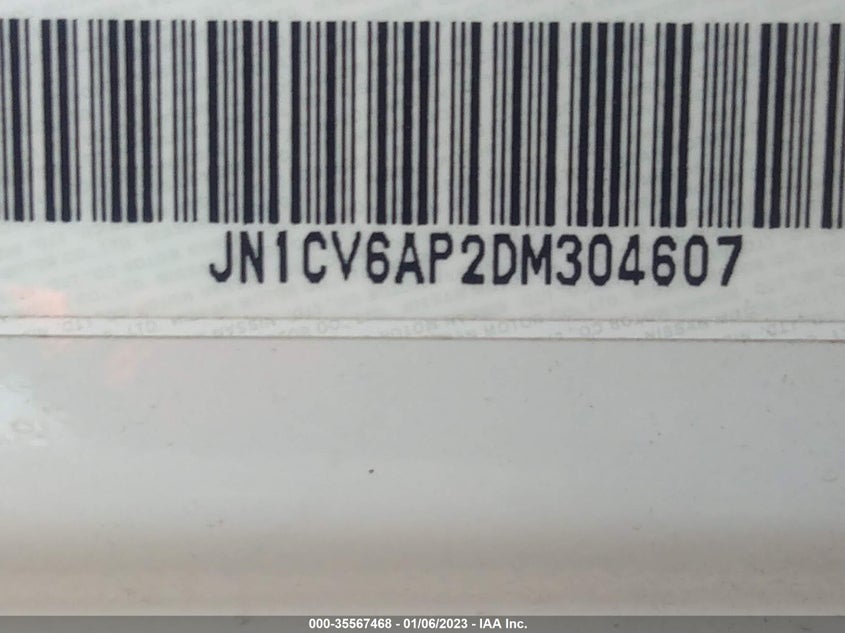 JN1CV6AP2DM304607
000-35567468 - 01/06/2023 - IAA Inc.